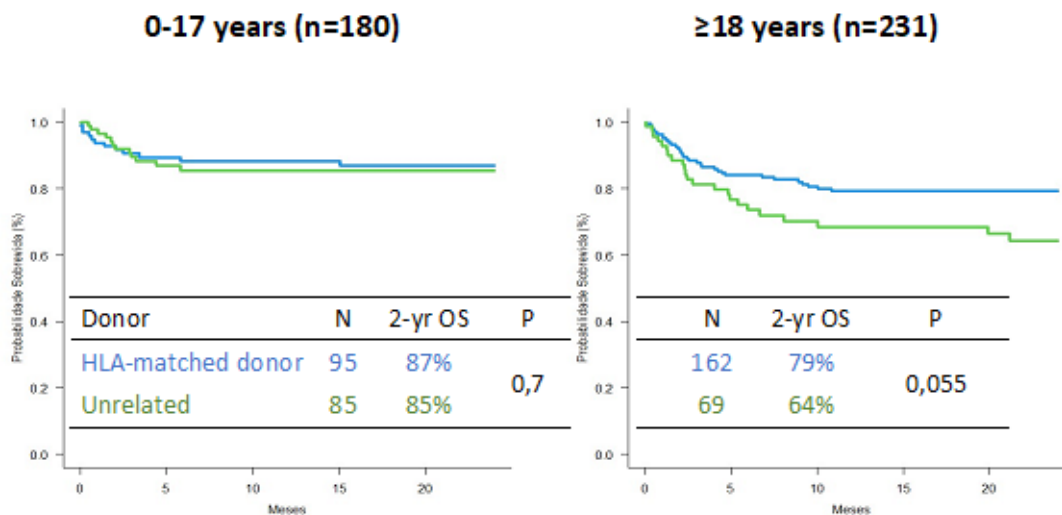 0-17 years (n=180)
≥18 years (n=231)
Probabilidade Sobrevida (%)
1.0
0.8
0.6
0.4
0.2
0.0
0 5 10 15 20
Meses
Donor N 2-yr OS P
HLA-matched donor 95 87%
0,7
Unrelated 85 85%
Probabilidade Sobrevida (%)
1.0
0.8
0.6
0.4
0.2
0.0
0 5 10 15 20
Meses
N 2-yr OS P
162 79%
0,055
69 64%